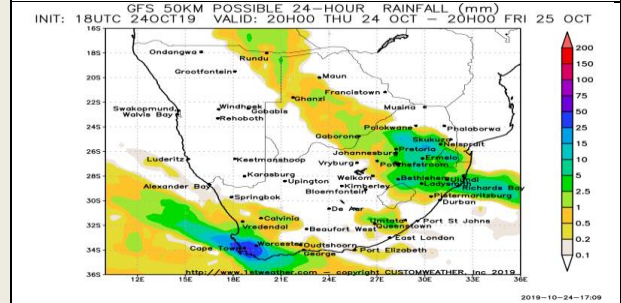 GFS 50KM POSSIBLE 24-HOUR RAINFALL (mm)
INIT: 18UTC 24OCT19 VALID: 20H00 THU 24 OCT — 20H00 FRI 25 OCT
16S
200
Ondangwa
Rundu
150
18S
100
Grootfontein
Maun
20S
75
Francistown
Ghanzi
22S
50
Swakopmund
Windhoek
Gobabis
Musina
Walvis Bay
Rehoboth
25
24S
Polokwane
Phalaborwa
Gaborone
Skukuza
15
Nelspruit
26S
Johannesburg
Pretoria
Luderitz
Keetmanshoop
Vryburg
Ermelo
10
Potchefstroom
28S
Karasburg
Welkom
Bethlehem
5
Alexander Bay
Upington
Kimberley
Ladysmith
Richards Bay
Bloemfontein
2.5
30S
Springbok
Pietermaritzburg
De Aar
Durban
1
Calvinia
Umtata
Port St Johns
32S
Vredendal
Beaufort West
Queenstown
0.5
East London
0.2
34S
Cape Town
Worcester
Oudtshoorn
George
Port Elizabeth
0.1
36S
http://www.1stweather.com — copyright CUSTOMWEATHER, Inc 2019
12E 15E 18E 21E 24E 27E 30E 33E 36E
2019-10-24-17:09